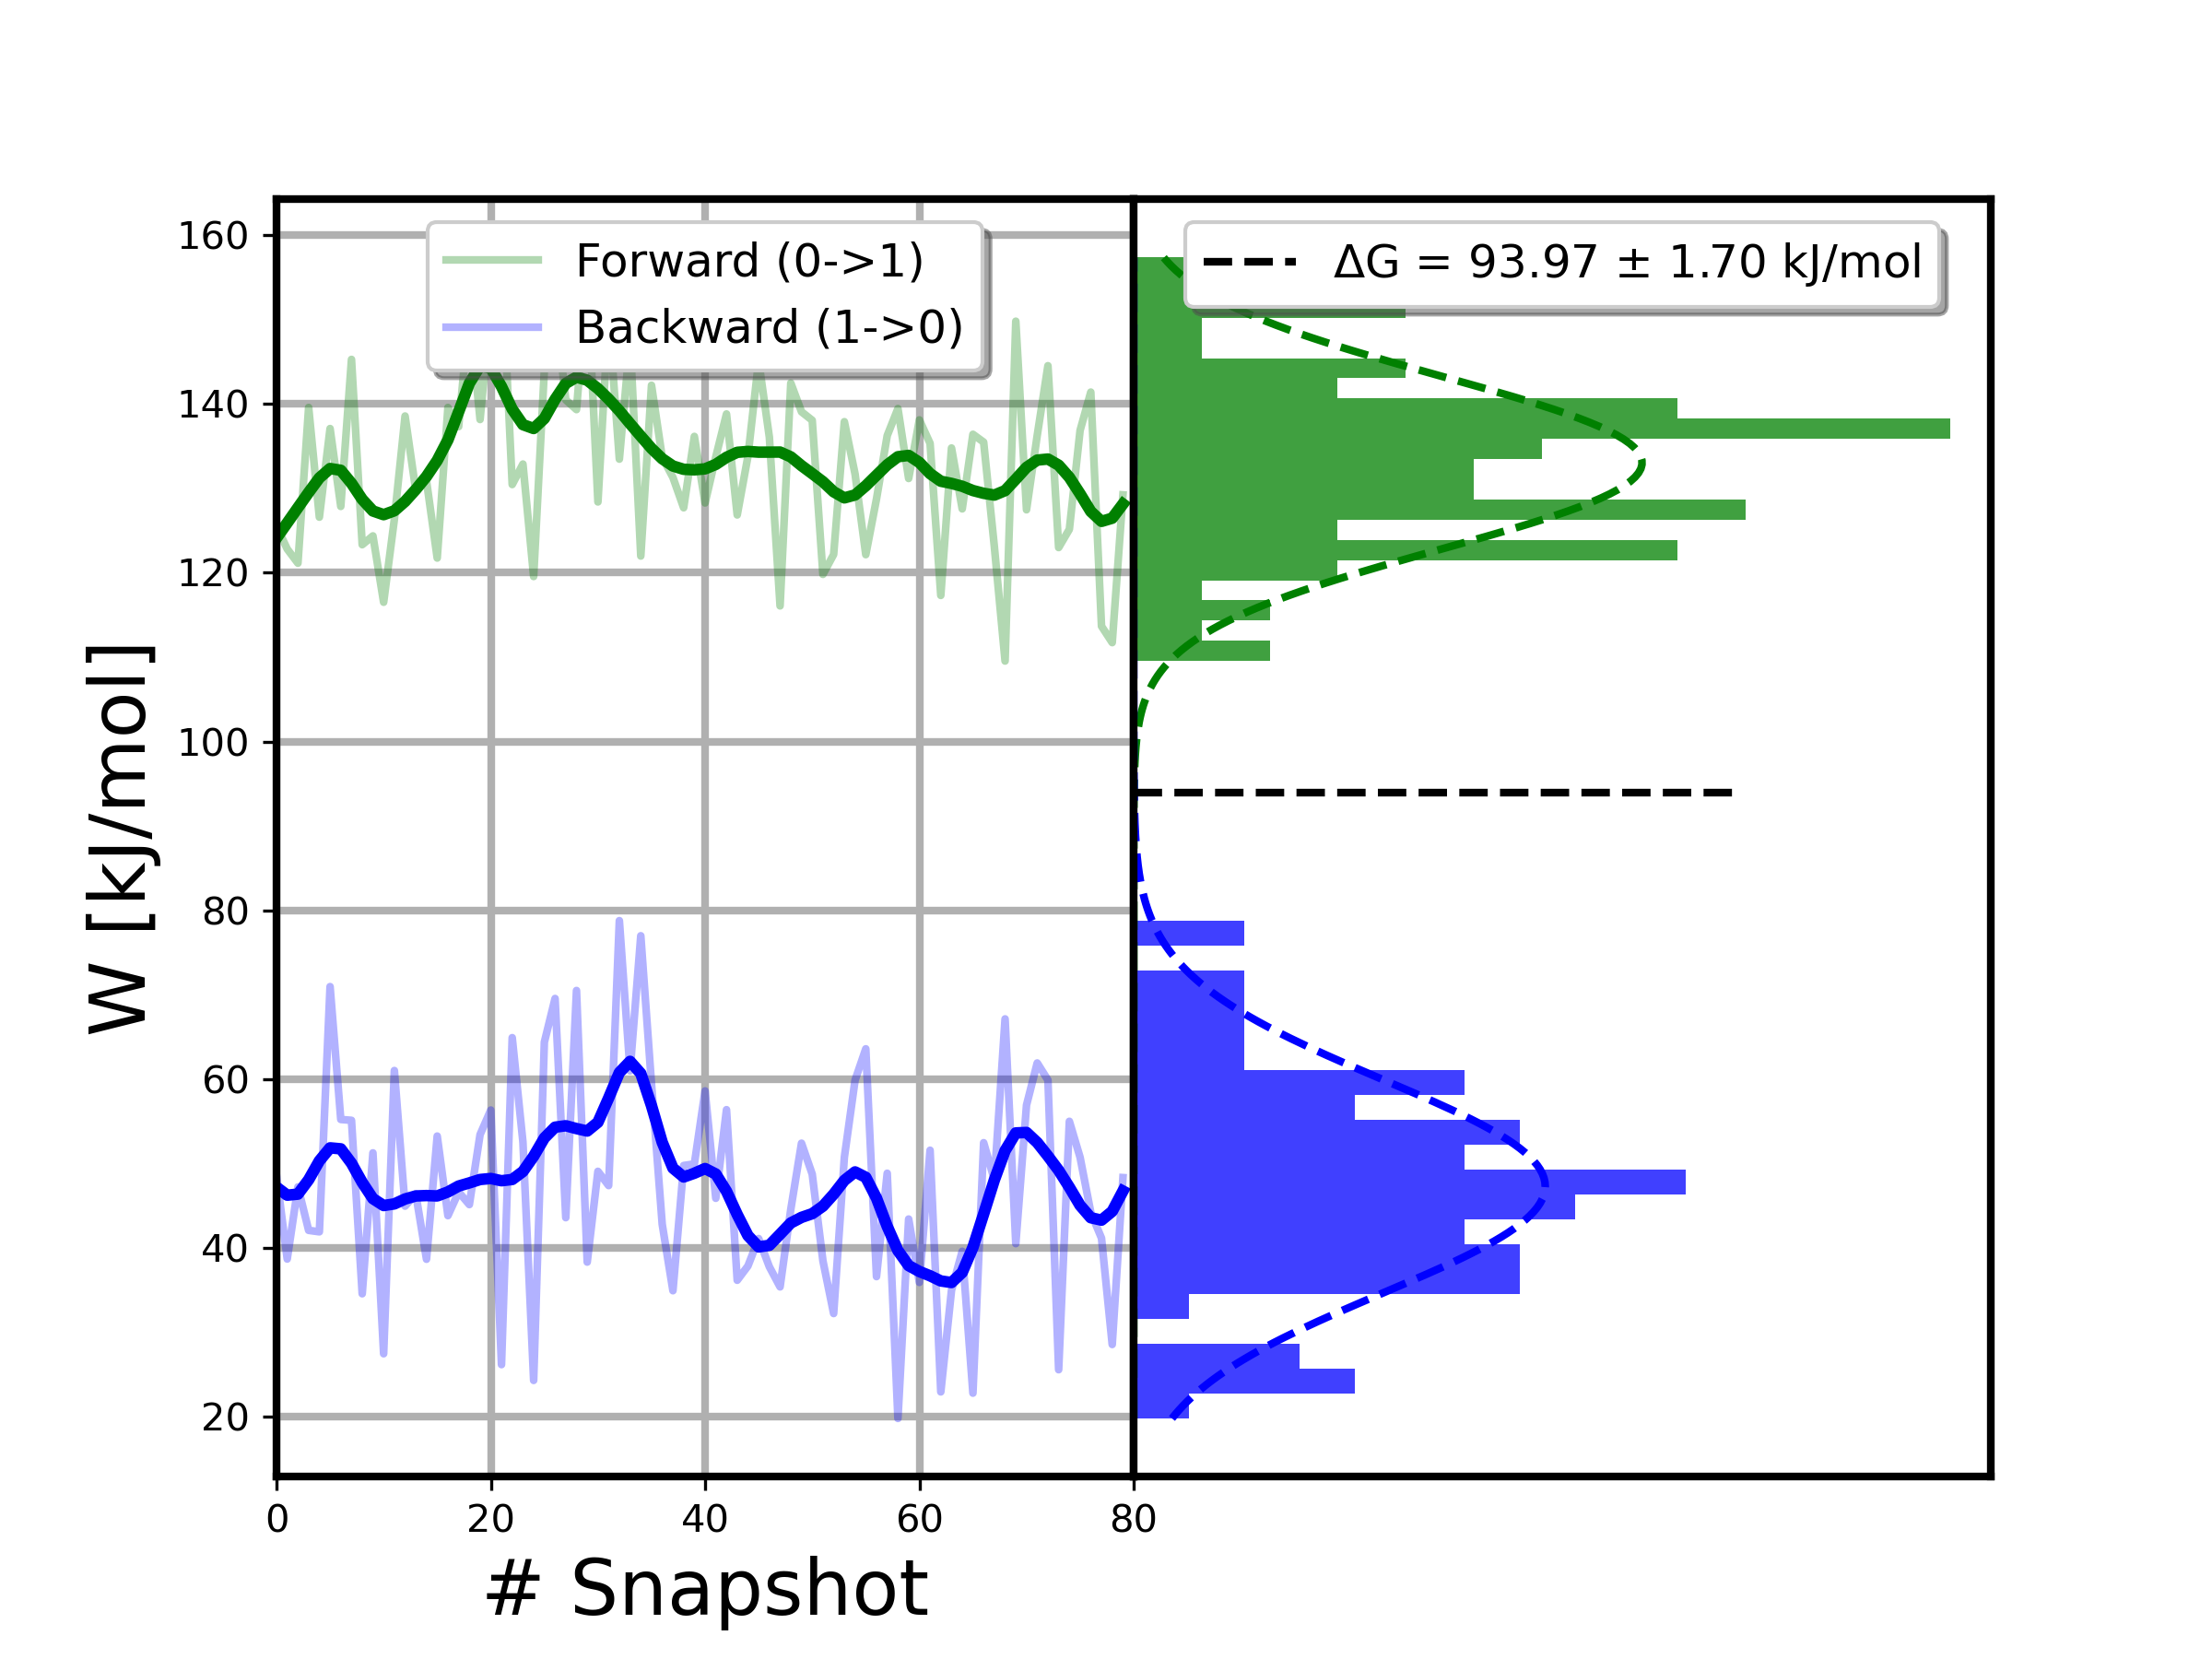 Forward (0->1)
Backward (1->0)
ΔG = 93.97 ± 1.70 kJ/mol
W [kJ/mol]
160
140
120
100
80
60
40
20
0 20 40 60 80
# Snapshot